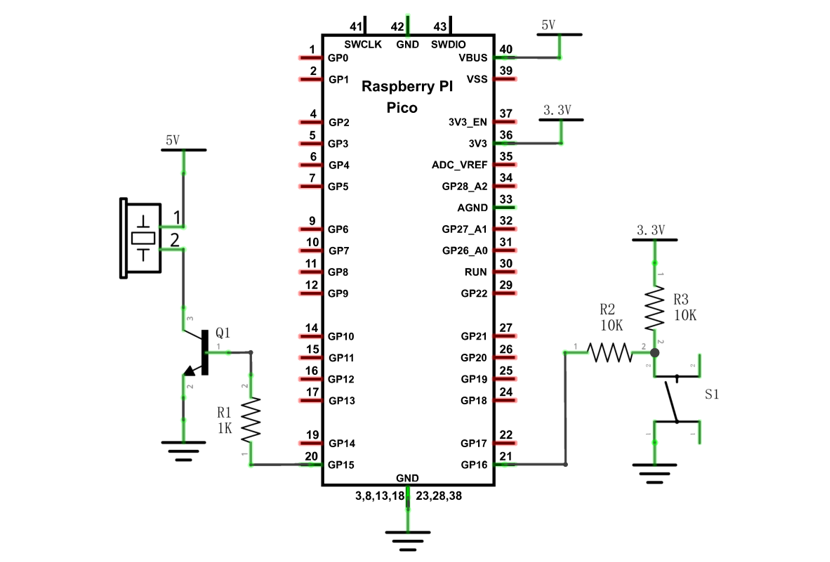 41
42
43
SWCLK
GND
SWDIO
Raspberry PI
Pico
1
GP0
2
GP1
4
GP2
5
GP3
6
GP4
7
GP5
9
GP6
10
GP7
11
GP8
12
GP9
14
GP10
15
GP11
16
GP12
17
GP13
19
GP14
20
GP15
40
VBUS
39
VSS
37
3V3_EN
36
3V3
35
ADC_VREF
34
GP28_A2
33
AGND
32
GP27_A1
31
GP26_A0
30
RUN
29
GP22
27
GP21
26
GP20
25
GP19
24
GP18
22
GP17
21
GP16
GND
3,8,13,18
23,28,38
5V
3.3V
5V
1
2
3
Q1
1
2
2
R1
1K
1
3.3V
1
R3
10K
2
R2
10K
1
2
S1